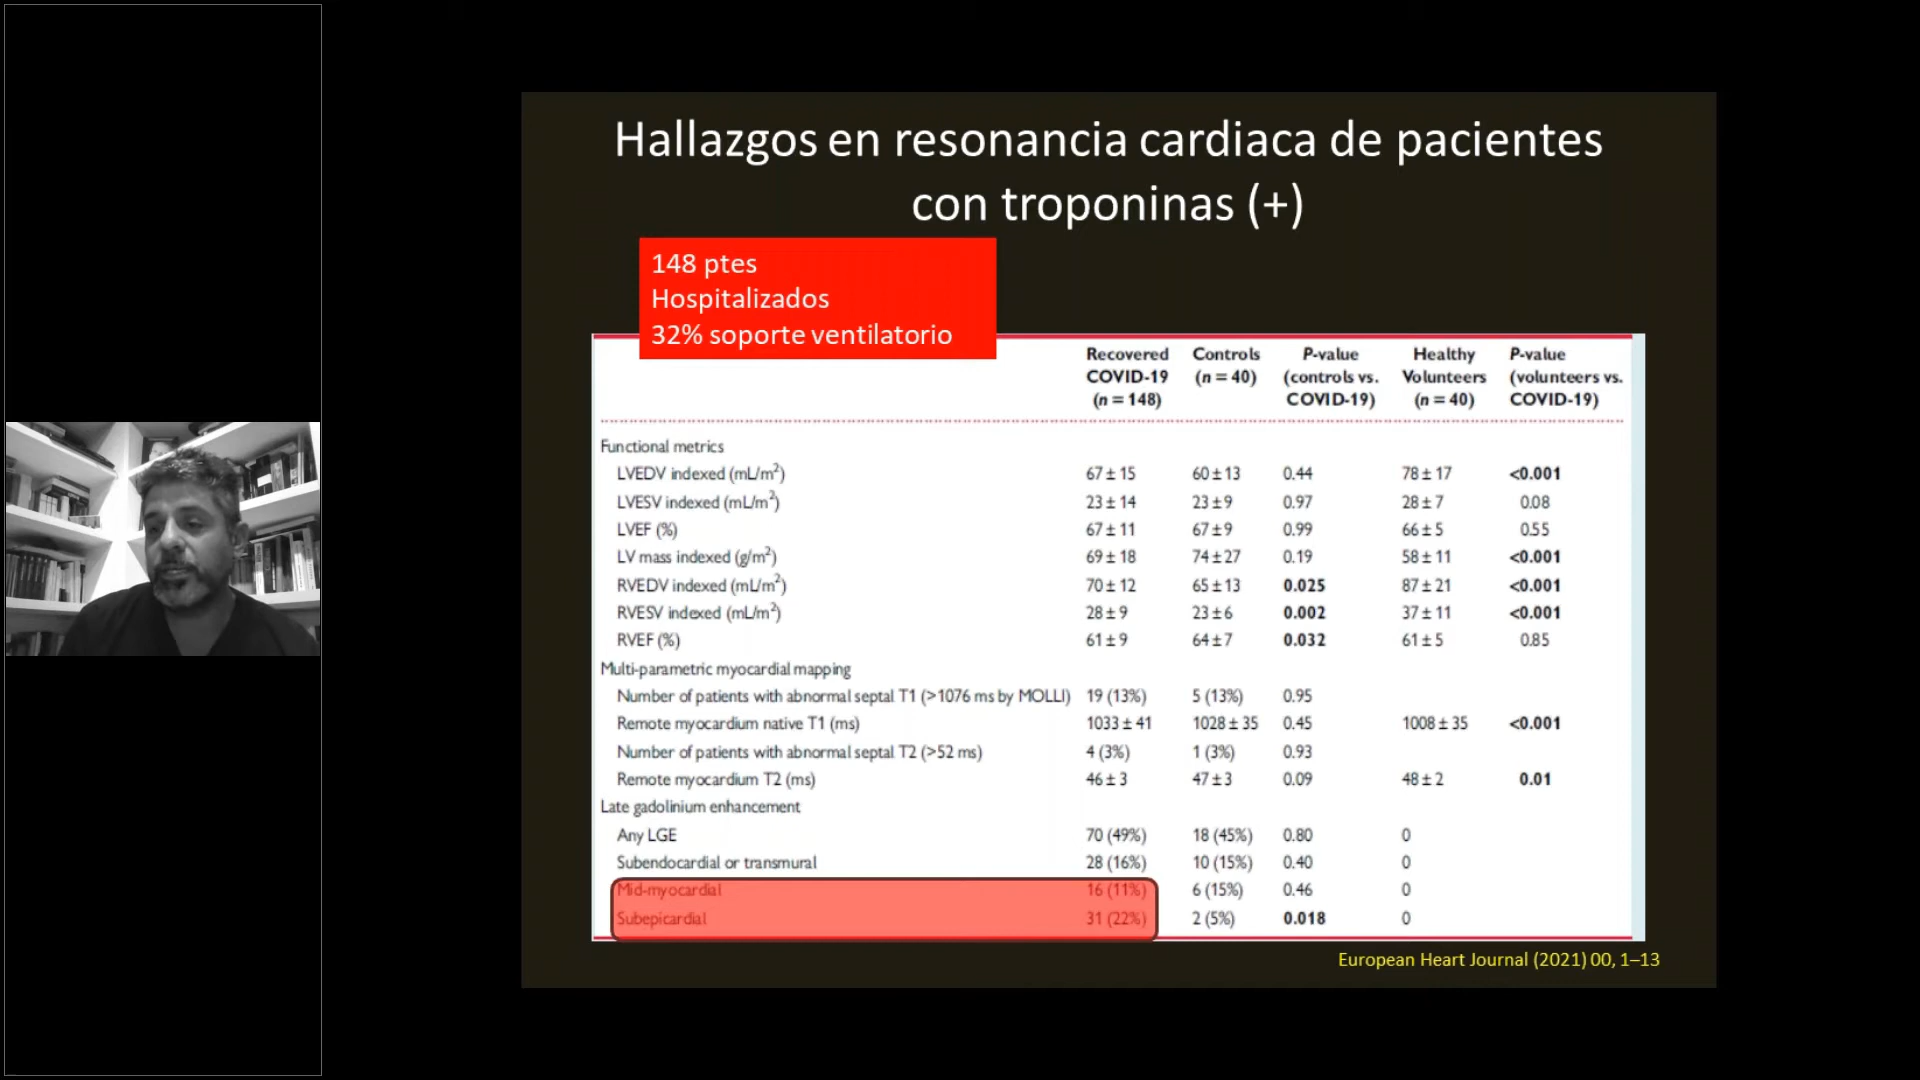 Hallazgos en resonancia cardiaca de pacientes
con troponinas (+)
148 ptes
Hospitalizados
32% soporte ventilatorio
Recovered COVID-19 (n = 148) Controls (n = 40) P-value (controls vs. COVID-19) Healthy Volunteers (n = 40) P-value (volunteers vs. COVID-19)
Functional metrics
LVEDV indexed (mL/m²) 67 ± 15 60 ± 13 0.44 78 ± 17 <0.001
LVESV indexed (mL/m²) 23 ± 14 23 ± 9 0.97 28 ± 7 0.08
LVEF (%) 67 ± 11 67 ± 9 0.99 66 ± 5 0.55
LV mass indexed (g/m²) 69 ± 18 74 ± 27 0.19 58 ± 11 <0.001
RVEDV indexed (mL/m²) 70 ± 12 65 ± 13 0.025 87 ± 21 <0.001
RVESV indexed (mL/m²) 28 ± 9 23 ± 6 0.002 37 ± 11 <0.001
RVEF (%) 61 ± 9 64 ± 7 0.032 61 ± 5 0.85
Multi-parametric myocardial mapping
Number of patients with abnormal septal T1 (>1076 ms by MOLLI) 19 (13%) 5 (13%) 0.95
Remote myocardium native T1 (ms) 1033 ± 41 1028 ± 35 0.45 1008 ± 35 <0.001
Number of patients with abnormal septal T2 (>52 ms) 4 (3%) 1 (3%) 0.93
Remote myocardium T2 (ms) 46 ± 3 47 ± 3 0.09 48 ± 2 0.01
Late gadolinium enhancement
Any LGE 70 (49%) 18 (45%) 0.80 0
Subendocardial or transmural 28 (16%) 10 (15%) 0.40 0
Mid-myocardial 16 (11%) 6 (15%) 0.46 0
Subepicardial 31 (22%) 2 (5%) 0.018 0
European Heart Journal (2021) 00, 1–13